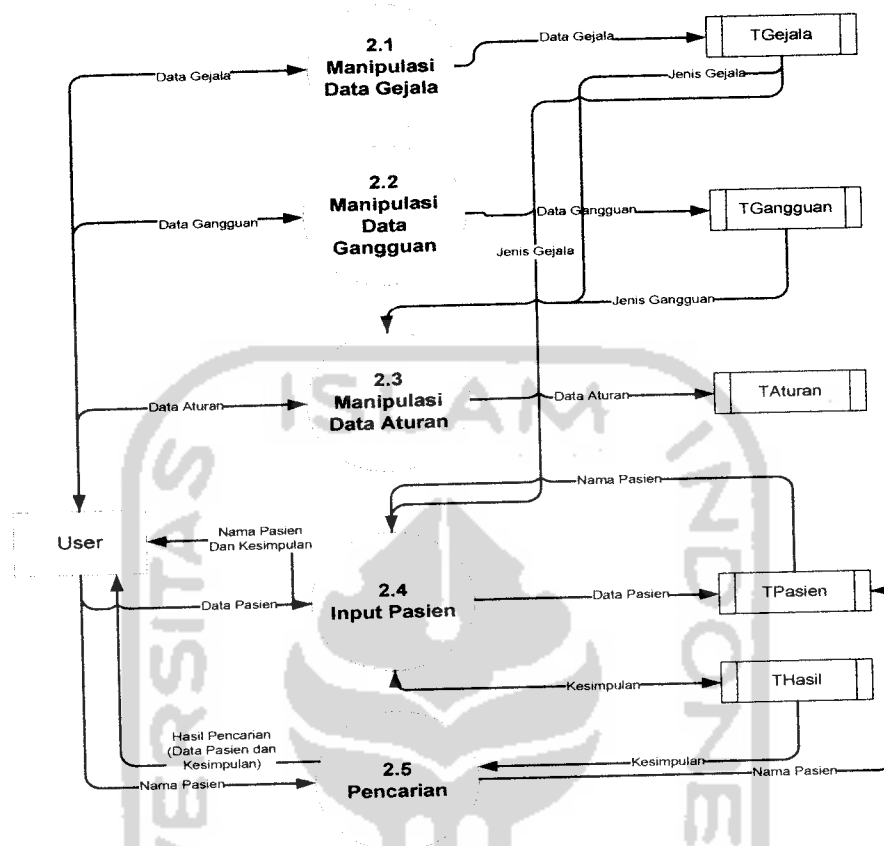 2.1
Manipulasi
Data Gejala
Data Gejala
Data Gejala
TGejala
Jenis Gejala
2.2
Manipulasi
Data
Gangguan
Data Gangguan
Data Gangguan
TGangguan
Jenis Gejala
Jenis Gangguan
2.3
Manipulasi
Data Aturan
Data Aturan
Data Aturan
TAturan
ISLAM
UNIVERSITAS
INDONE
Nama Pasien
User
Nama Pasien
Dan Kesimpulan
2.4
Input Pasien
Data Pasien
Data Pasien
TPasien
Kesimpulan
THasil
Hasil Pencarian
(Data Pasien dan
Kesimpulan)
2.5
Pencarian
Nama Pasien
Kesimpulan
Nama Pasien